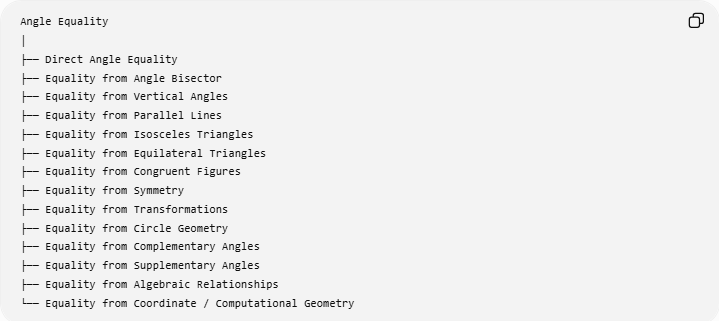 Angle Equality
│
├── Direct Angle Equality
├── Equality from Angle Bisector
├── Equality from Vertical Angles
├── Equality from Parallel Lines
├── Equality from Isosceles Triangles
├── Equality from Equilateral Triangles
├── Equality from Congruent Figures
├── Equality from Symmetry
├── Equality from Transformations
├── Equality from Circle Geometry
├── Equality from Complementary Angles
├── Equality from Supplementary Angles
├── Equality from Algebraic Relationships
└── Equality from Coordinate / Computational Geometry